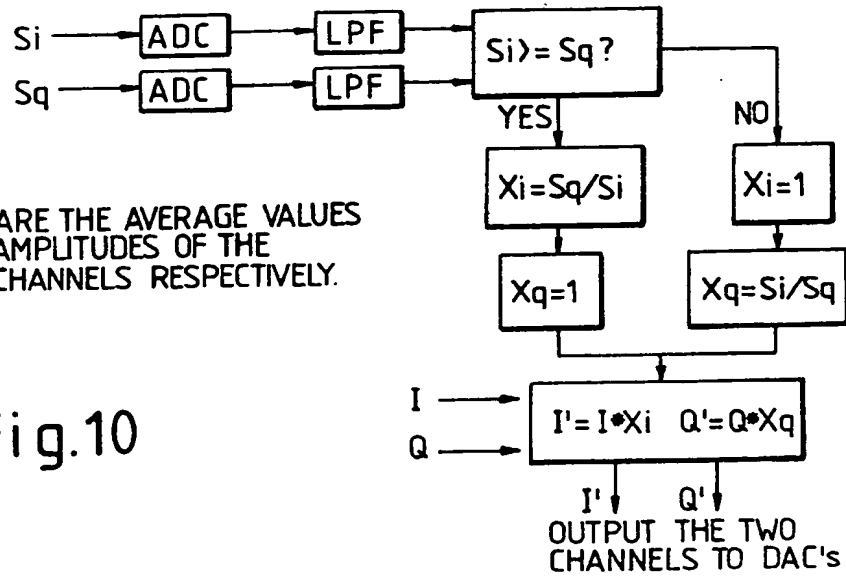 Si ADC LPF
Sq ADC LPF
Si>= Sq?
YES
NO
Xi=Sq/Si
Xi=1
Xq=1
Xq=Si/Sq
ARE THE AVERAGE VALUES
AMPLITUDES OF THE
CHANNELS RESPECTIVELY.
I
Q
I'=I*Xi Q'=Q*Xq
I' Q'
OUTPUT THE TWO
CHANNELS TO DAC's
ig.10